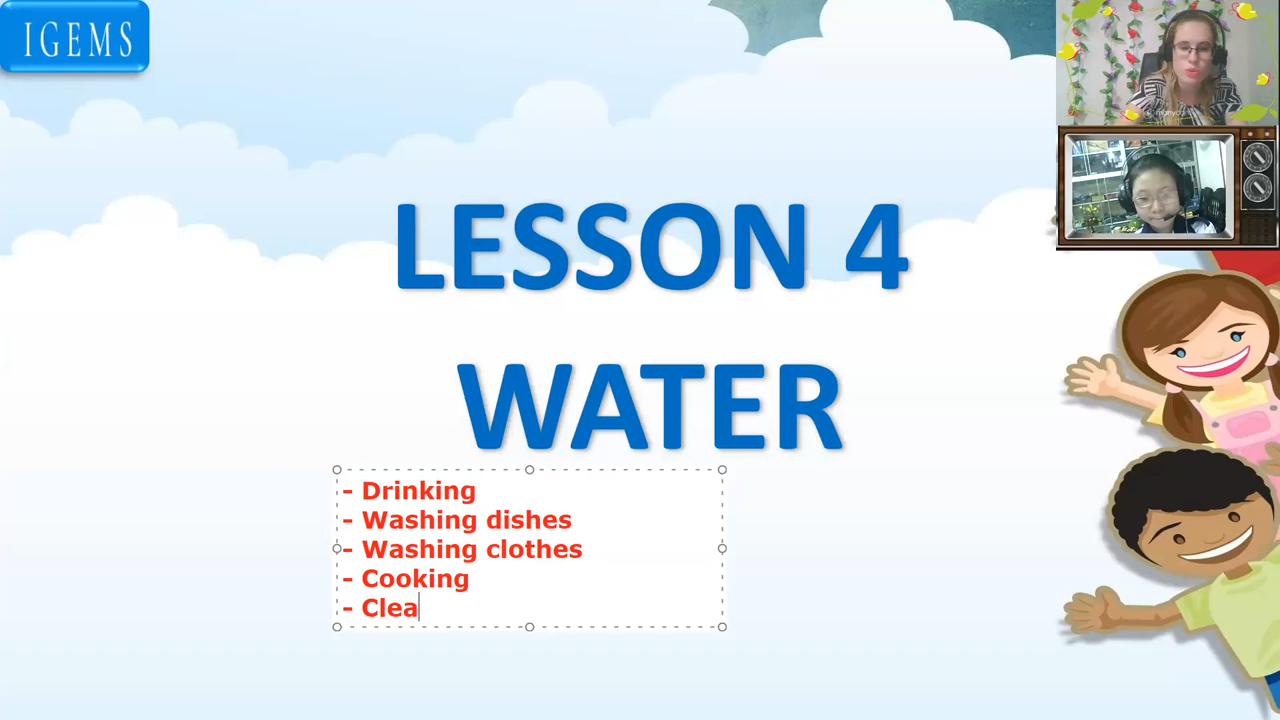 IGEMS
LESSON 4
WATER
- Drinking
- Washing dishes
- Washing clothes
- Cooking
- Clea